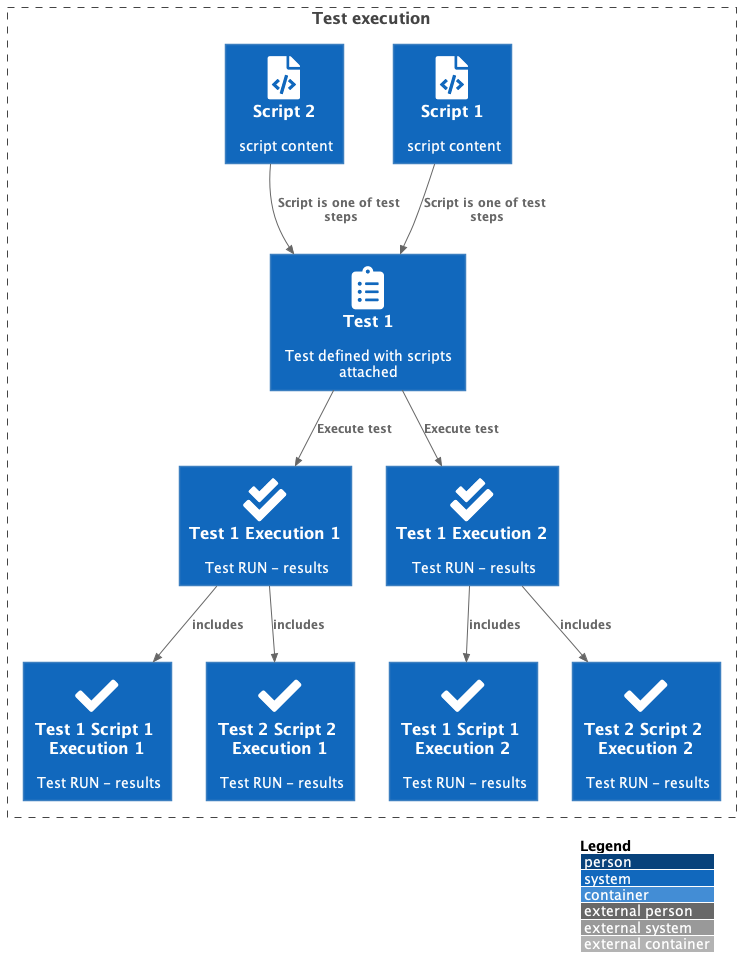 Test execution
Script 2
script content
Script 1
script content
Script is one of test
steps
Script is one of test
steps
Test 1
Test defined with scripts
attached
Execute test
Execute test
Test 1 Execution 1
Test RUN – results
Test 1 Execution 2
Test RUN – results
includes
includes
includes
includes
Test 1 Script 1
Execution 1
Test RUN – results
Test 2 Script 2
Execution 1
Test RUN – results
Test 1 Script 1
Execution 2
Test RUN – results
Test 2 Script 2
Execution 2
Test RUN – results
Legend
person
system
container
external person
external system
external container